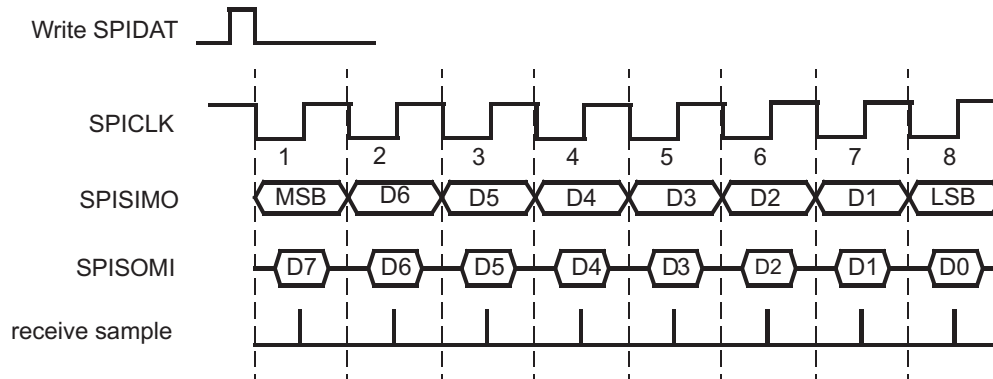 Write SPIDAT
SPICLK
1 2 3 4 5 6 7 8
SPISIMO MSB D6 D5 D4 D3 D2 D1 LSB
SPISOMI D7 D6 D5 D4 D3 D2 D1 D0
receive sample